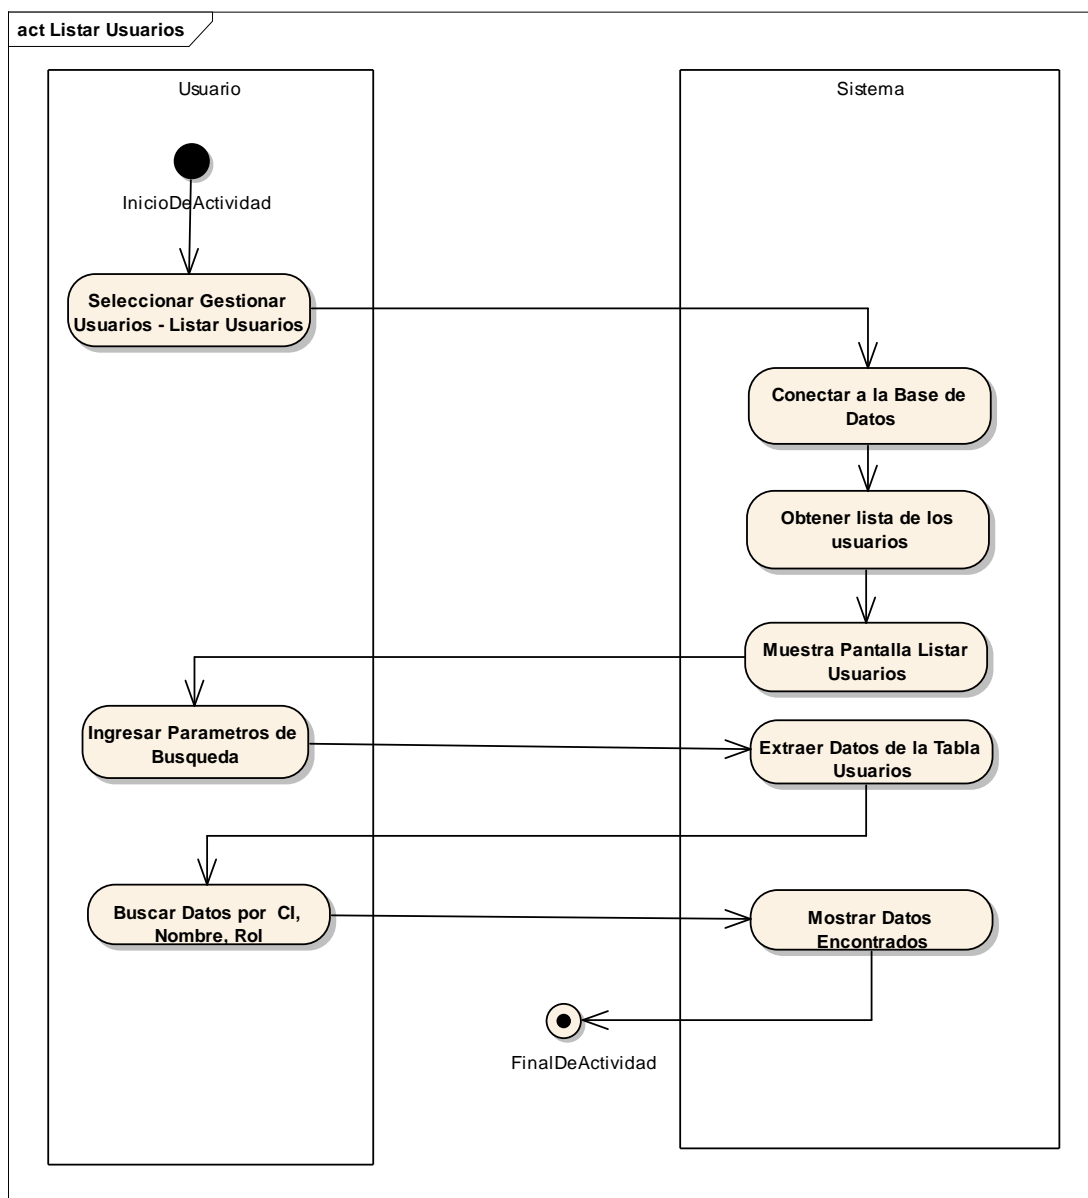 act Listar Usuarios
Usuario
Sistema
InicioDeActividad
Seleccionar Gestionar
Usuarios - Listar Usuarios
Conectar a la Base de
Datos
Obtener lista de los
usuarios
Muestra Pantalla Listar
Usuarios
Ingresar Parametros de
Busqueda
Extraer Datos de la Tabla
Usuarios
Buscar Datos por  CI,
Nombre, Rol
Mostrar Datos
Encontrados
FinalDeActividad